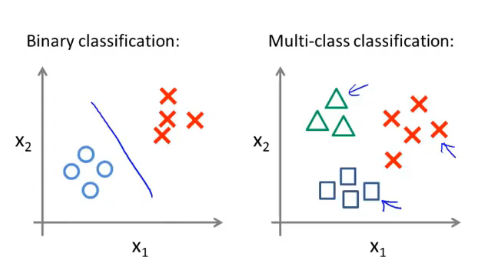 Binary classification:
Multi-class classification:
x2
x1
x2
x1